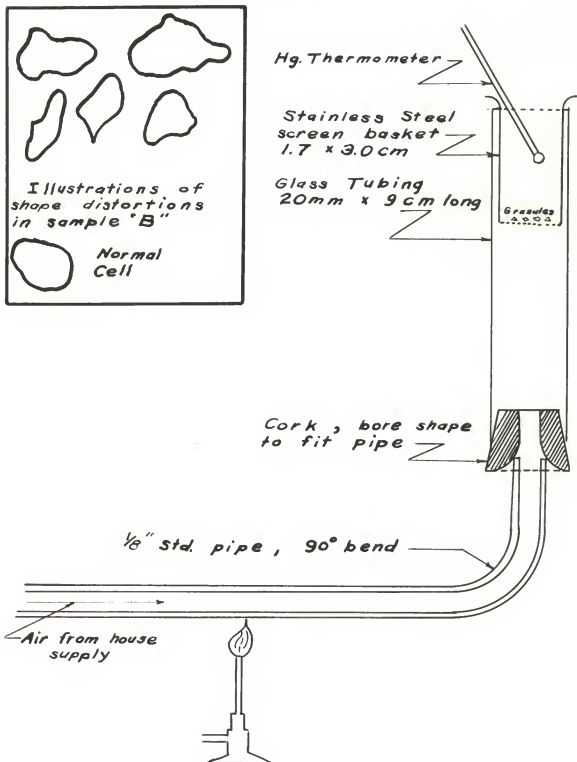 Illustrations of
shape distortions
in sample "B"
Normal
Cell
Hg. Thermometer
Stainless Steel
screen basket
1.7 x 3.0 cm
Glass Tubing
20mm x 9 cm long
Granules
Cork, bore shape
to fit pipe
1/8" Std. pipe, 90° bend
Air from house
supply